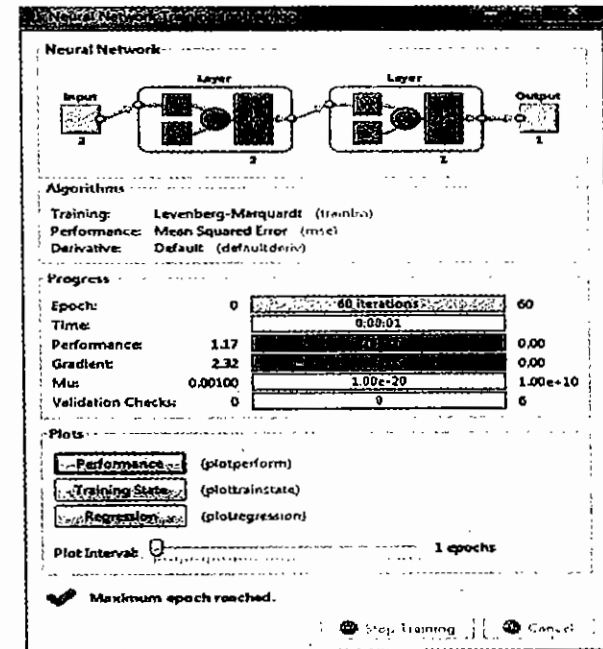 Neural Network Training
Neural Network
Layer Layer
Input Output
2 2 1 1
Algorithms
Training: Levenberg-Marquardt (trainlm)
Performance: Mean Squared Error (mse)
Derivative: Default (defaultderiv)
Progress
Epoch: 0 60 iterations 60
Time: 0:00:01
Performance: 1.17 0.00
Gradient: 2.32 0.00
Mu: 0.00100 1.00e-20 1.00e+10
Validation Checks: 0 0 6
Plots
Performance (plotperform)
Training State (plottrainstate)
Regression (plotregression)
Plot Interval: 1 epochs
Maximum epoch reached.
Stop Training Cancel